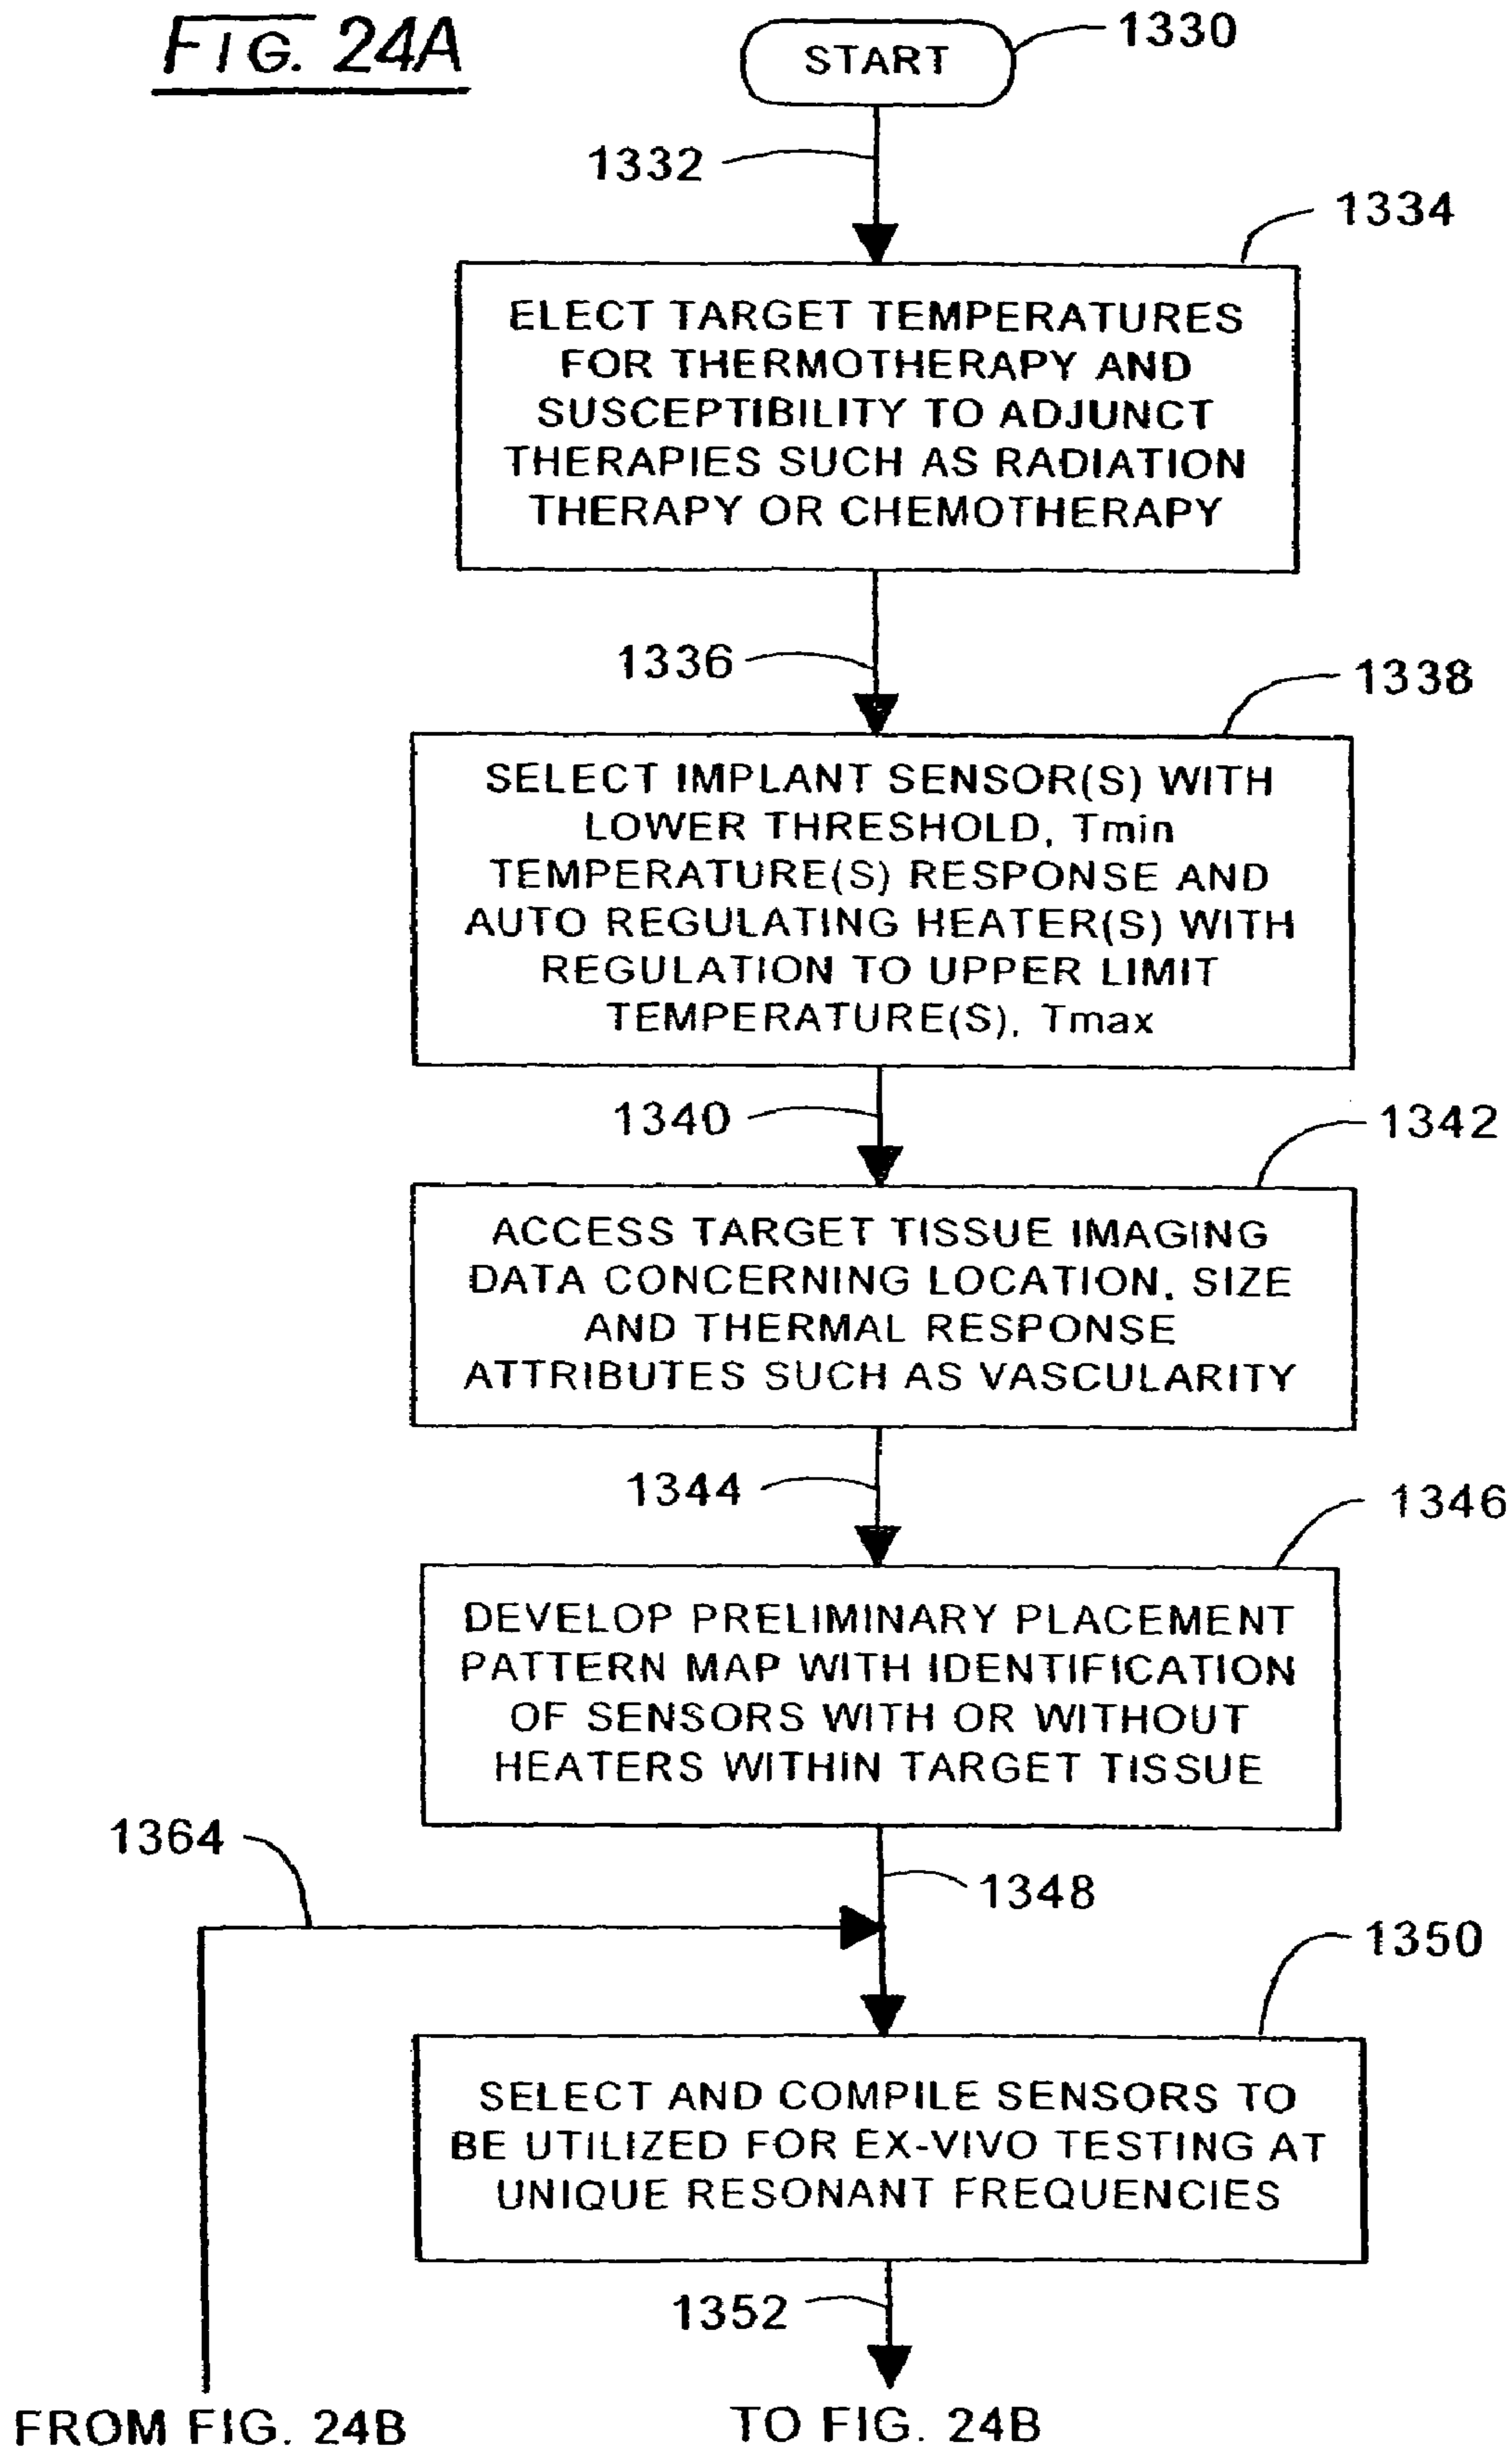 FIG. 24A
START
1330
1332
1334
ELECT TARGET TEMPERATURES
FOR THERMOTHERAPY AND
SUSCEPTIBILITY TO ADJUNCT
THERAPIES SUCH AS RADIATION
THERAPY OR CHEMOTHERAPY
1336
1338
SELECT IMPLANT SENSOR(S) WITH
LOWER THRESHOLD, Tmin
TEMPERATURE(S) RESPONSE AND
AUTO REGULATING HEATER(S) WITH
REGULATION TO UPPER LIMIT
TEMPERATURE(S), Tmax
1340
1342
ACCESS TARGET TISSUE IMAGING
DATA CONCERNING LOCATION, SIZE
AND THERMAL RESPONSE
ATTRIBUTES SUCH AS VASCULARITY
1344
1346
DEVELOP PRELIMINARY PLACEMENT
PATTERN MAP WITH IDENTIFICATION
OF SENSORS WITH OR WITHOUT
HEATERS WITHIN TARGET TISSUE
1364
1348
1350
SELECT AND COMPILE SENSORS TO
BE UTILIZED FOR EX-VIVO TESTING AT
UNIQUE RESONANT FREQUENCIES
1352
FROM FIG. 24B
TO FIG. 24B